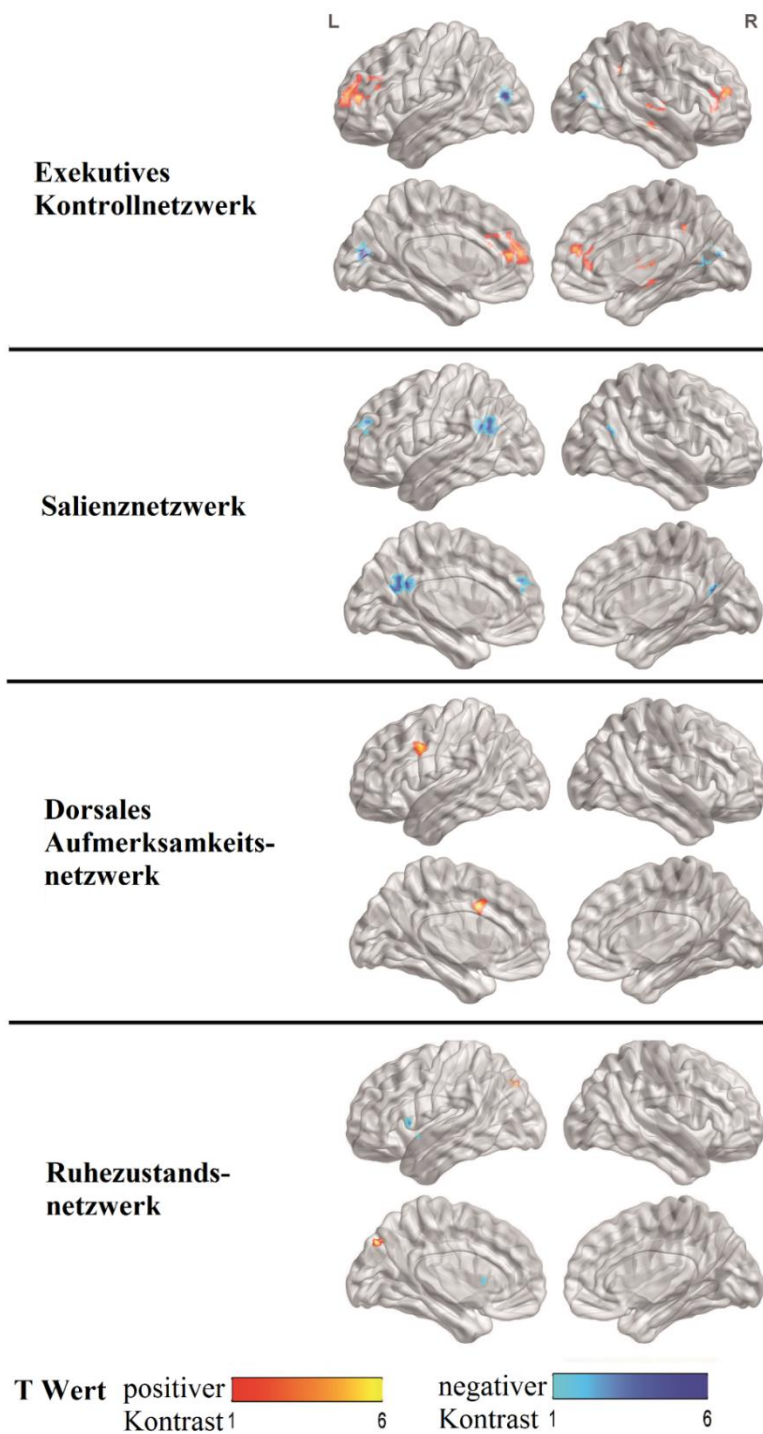 L R
Exekutives
Kontrollnetzwerk
Salienznetzwerk
Dorsales
Aufmerksamkeits-
netzwerk
Ruhezustands-
netzwerk
T Wert positiver negativer
Kontrast 1 6 Kontrast 1 6